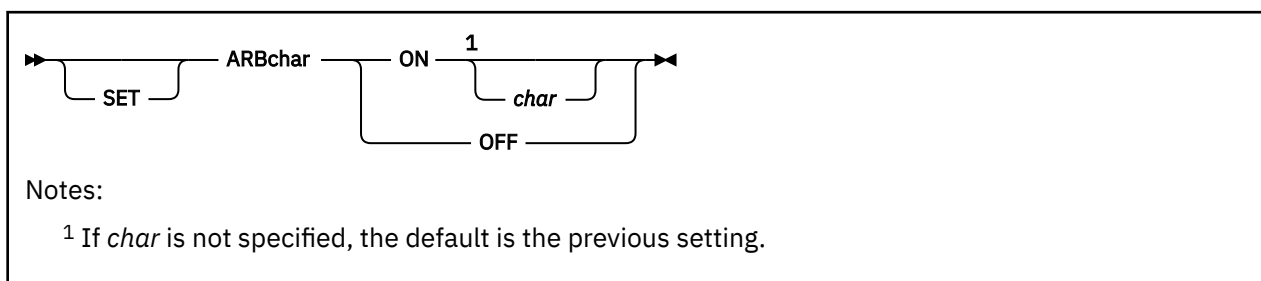 1
SET ARBchar ON char
OFF
Notes:
1 If char is not specified, the default is the previous setting.